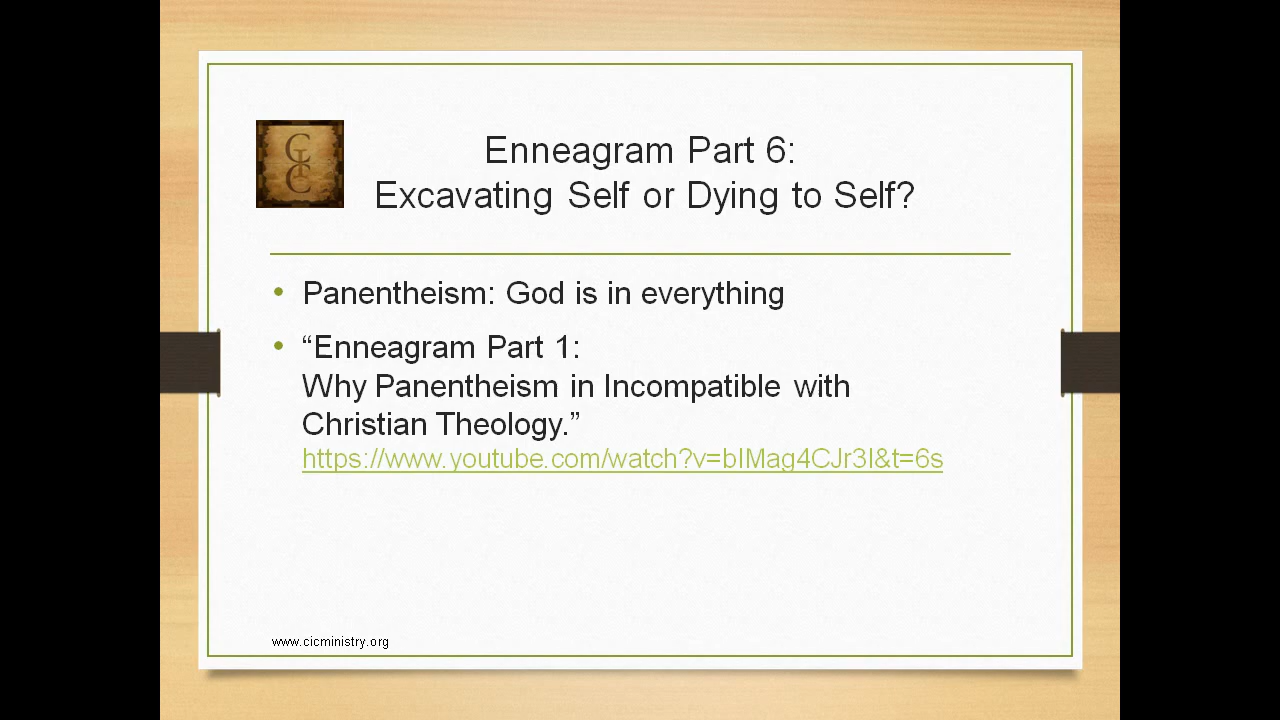 CIC
Enneagram Part 6:
Excavating Self or Dying to Self?
• Panentheism: God is in everything
• “Enneagram Part 1:
Why Panentheism in Incompatible with
Christian Theology.”
https://www.youtube.com/watch?v=bIMag4CJr3I&t=6s
www.cicministry.org